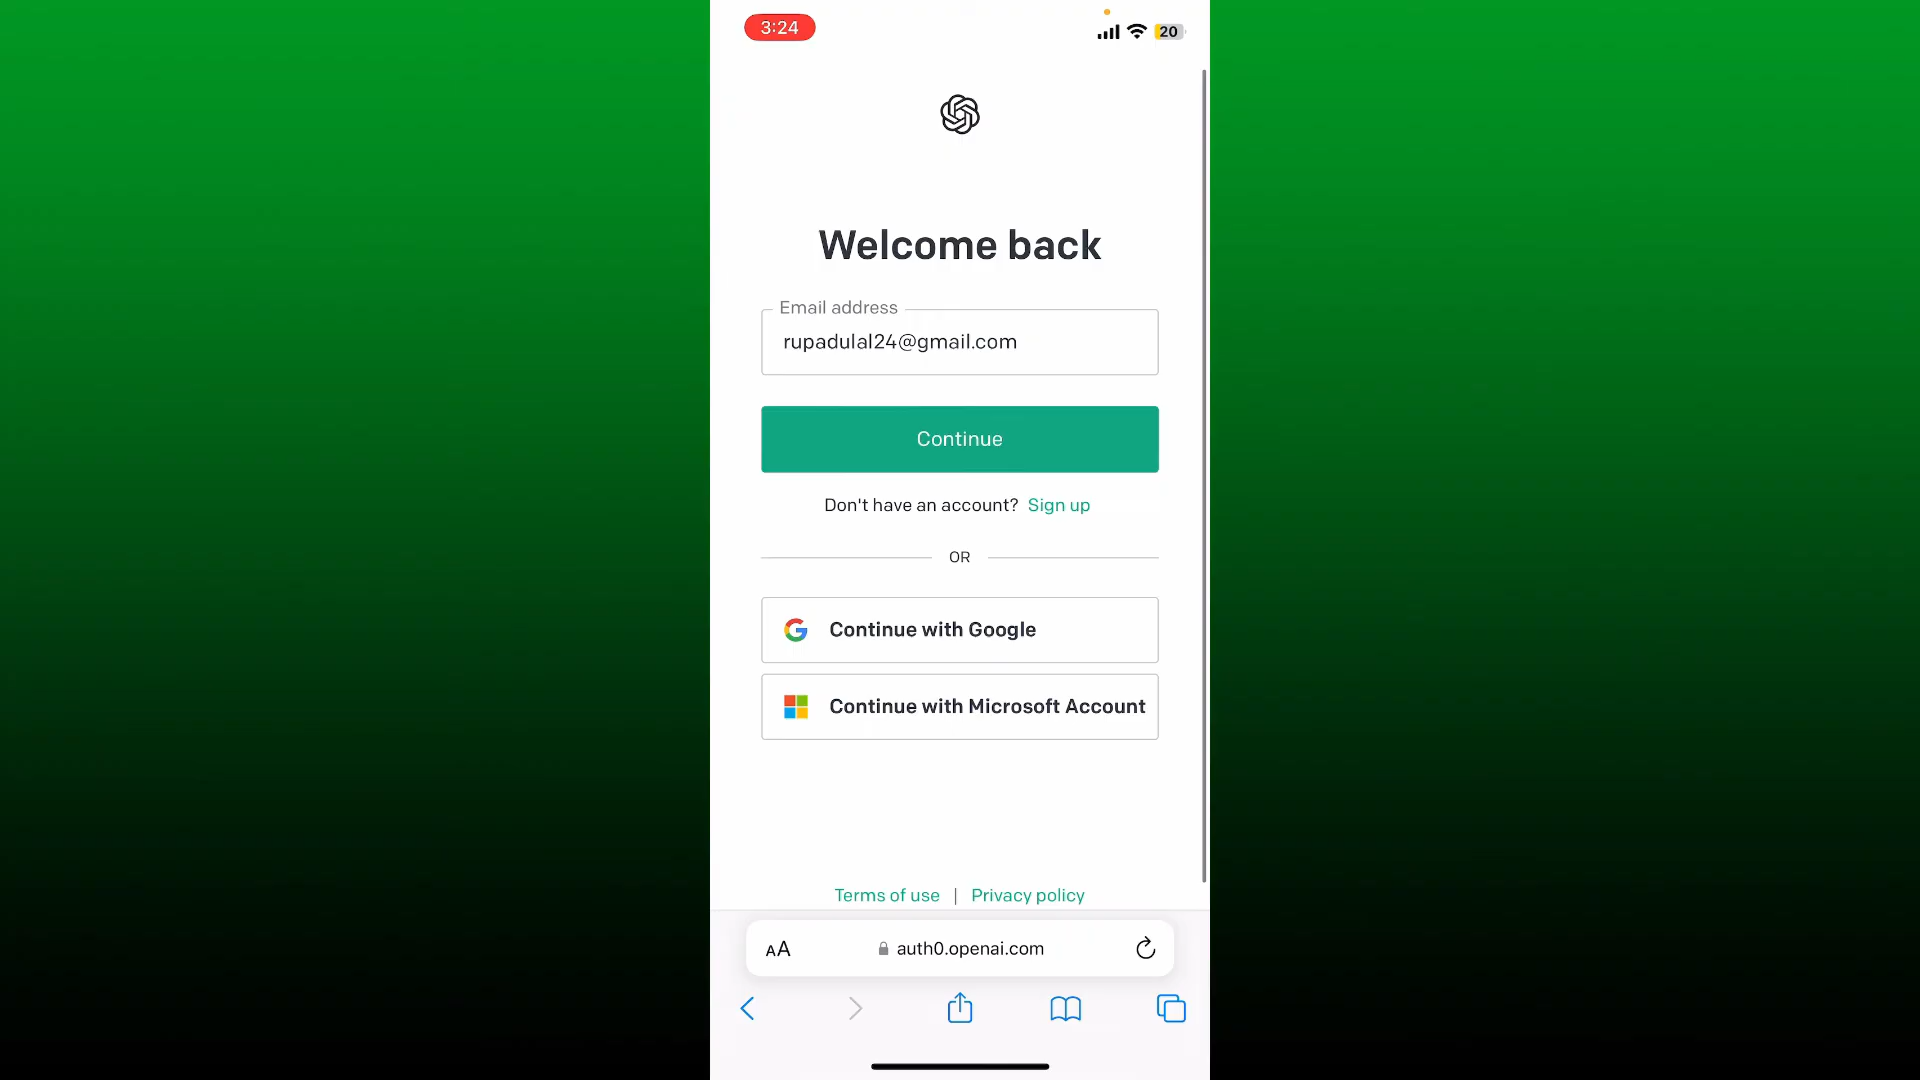 3:24
20
Welcome back
Email address
rupadulal24@gmail.com
Continue
Don't have an account? Sign up
OR
Continue with Google
Continue with Microsoft Account
Terms of use | Privacy policy
AA auth0.openai.com